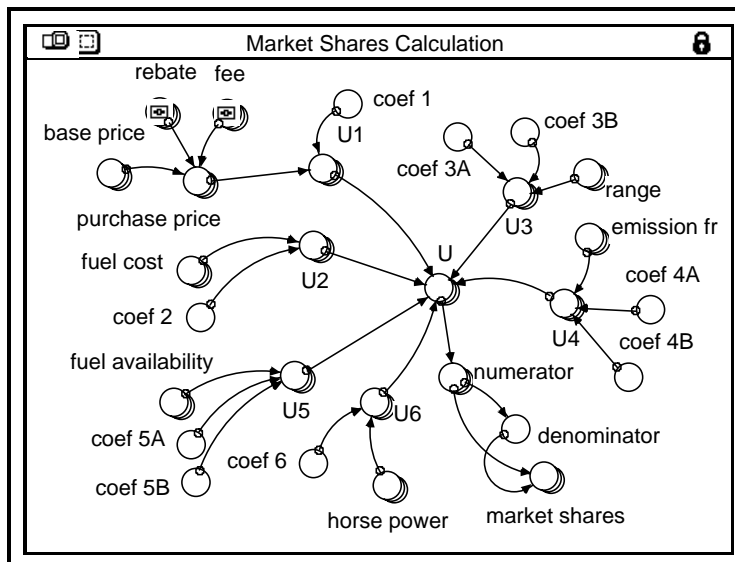 Market Shares Calculation
rebate
fee
coef 1
base price
U1
coef 3A
coef 3B
range
purchase price
U3
emission fr
fuel cost
U2
U
coef 4A
coef 2
U4
coef 4B
fuel availability
numerator
U5
U6
coef 5A
denominator
coef 6
coef 5B
horse power
market shares